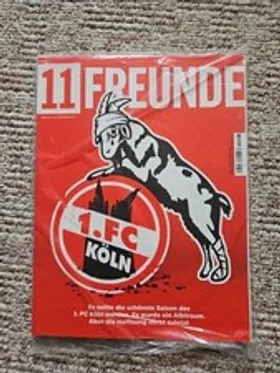 11 FREUNDE
1. FC
KÖLN
Es sollte die schönste Saison des
1. FC Köln werden. Es wurde ein Albtraum.
Aber die Hoffnung stirbt zuletzt